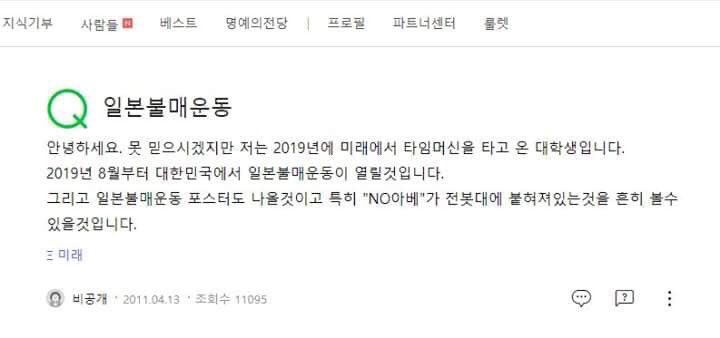 지식기부 사람들 N 베스트 명예의전당 | 프로필 파트너센터 룰렛
Q 일본불매운동
안녕하세요. 못 믿으시겠지만 저는 2019년에 미래에서 타임머신을 타고 온 대학생입니다.
2019년 8월부터 대한민국에서 일본불매운동이 열릴것입니다.
그리고 일본불매운동 포스터도 나올것이고 특히 "NO아베"가 전봇대에 붙혀져있는것을 흔히 볼수
있을것입니다.
미래
비공개 · 2011.04.13 · 조회수 11095